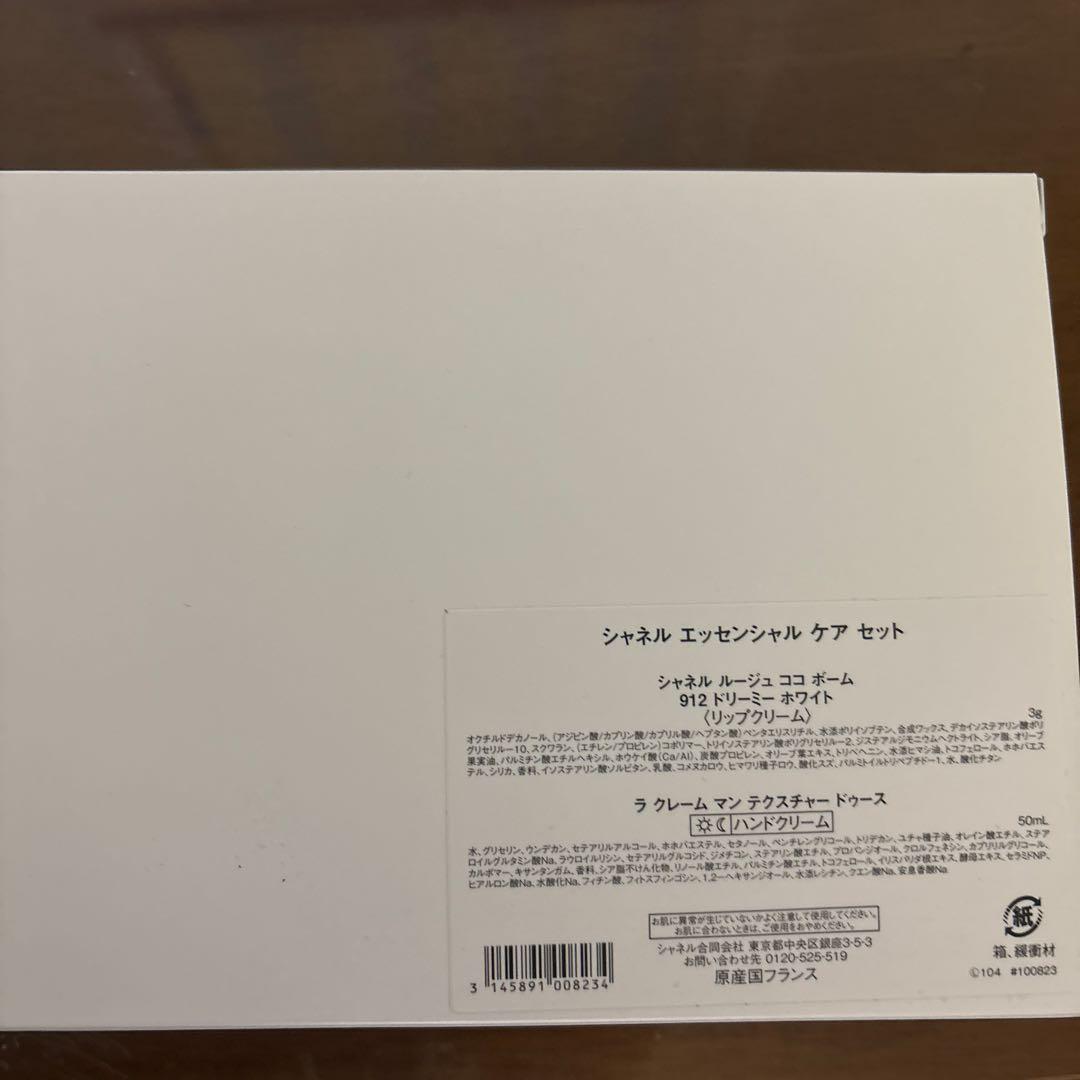 シャネル エッセンシャル ケア セット
シャネル ルージュ ココ ボーム
912 ドリーミー ホワイト
〈リップクリーム〉
3g
オクチルドデカノール、(アジピン酸/カプリン酸/カプリル酸/ヘプタン酸)ペンタエリスリチル、水添ポリイソブテン、合成ワックス、デカイソステアリン酸ポリ
グリセリル－10、スクワラン、(エチレン/プロピレン)コポリマー、トリイソステアリン酸ポリグリセリル－2、ジステアルジモニウムヘクトライト、シア脂、オリーブ
果実油、パルミチン酸エチルヘキシル、ホウケイ酸(Ca/Al)、炭酸プロピレン、オリーブ葉エキス、トリベヘニン、水添ヒマシ油、トコフェロール、ホホバエス
テル、シリカ、香料、イソステアリン酸ソルビタン、乳酸、コメヌカロウ、ヒマワリ種子ロウ、酸化スズ、パルミトイルトリペプチド－1、水、酸化チタン
ラ クレーム マン テクスチャー ドゥース
ハンドクリーム
50mL
水、グリセリン、ウンデカン、セテアリルアルコール、ホホバエステル、セタノール、ペンチレングリコール、トリデカン、ユチャ種子油、オレイン酸エチル、ステア
ロイルグルタミン酸Na、ラウロイルリシン、セテアリルグルコシド、ジメチコン、ステアリン酸エチル、プロパンジオール、クロルフェネシン、カプリリルグリコール、
カルボマー、キサンタンガム、香料、シア脂不けん化物、リノール酸エチル、パルミチン酸エチル、トコフェロール、イリスパリダ根エキス、酵母エキス、セラミドNP、
ヒアルロン酸Na、水酸化Na、フィチン酸、フィトスフィンゴシン、1,2－ヘキサンジオール、水添レシチン、クエン酸Na、安息香酸Na
お肌に異常が生じていないかよく注意して使用してください。
お肌に合わないときは、ご使用をおやめください。
シャネル合同会社 東京都中央区銀座3-5-3
お問い合わせ先 0120-525-519
原産国フランス
3 145891 008234
紙
箱、緩衝材
Ⓒ104 #100823